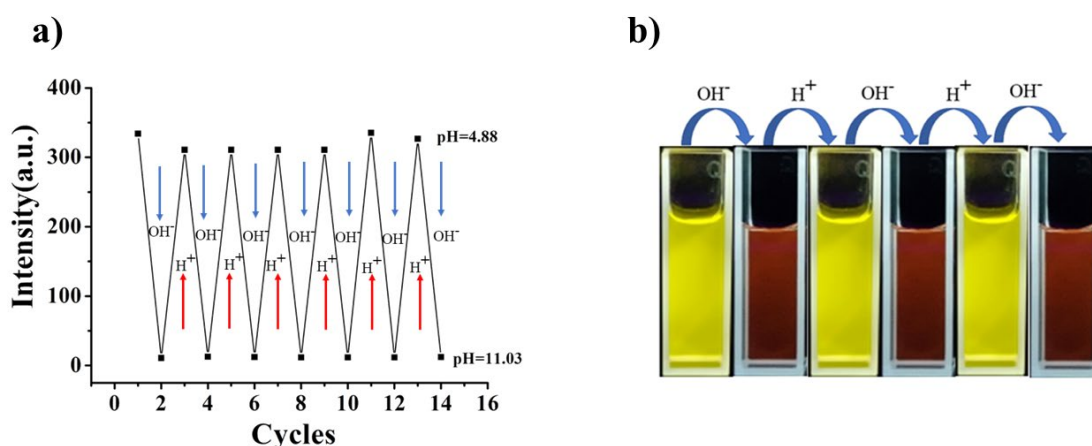 a)
Intensity(a.u.)
400
300
200
100
0
pH=4.88
OH⁻ OH⁻ OH⁻ OH⁻ OH⁻ OH⁻ OH⁻
H⁺ H⁺ H⁺ H⁺ H⁺ H⁺
pH=11.03
0 2 4 6 8 10 12 14 16
Cycles
b)
OH⁻ H⁺ OH⁻ H⁺ OH⁻
Q Q Q